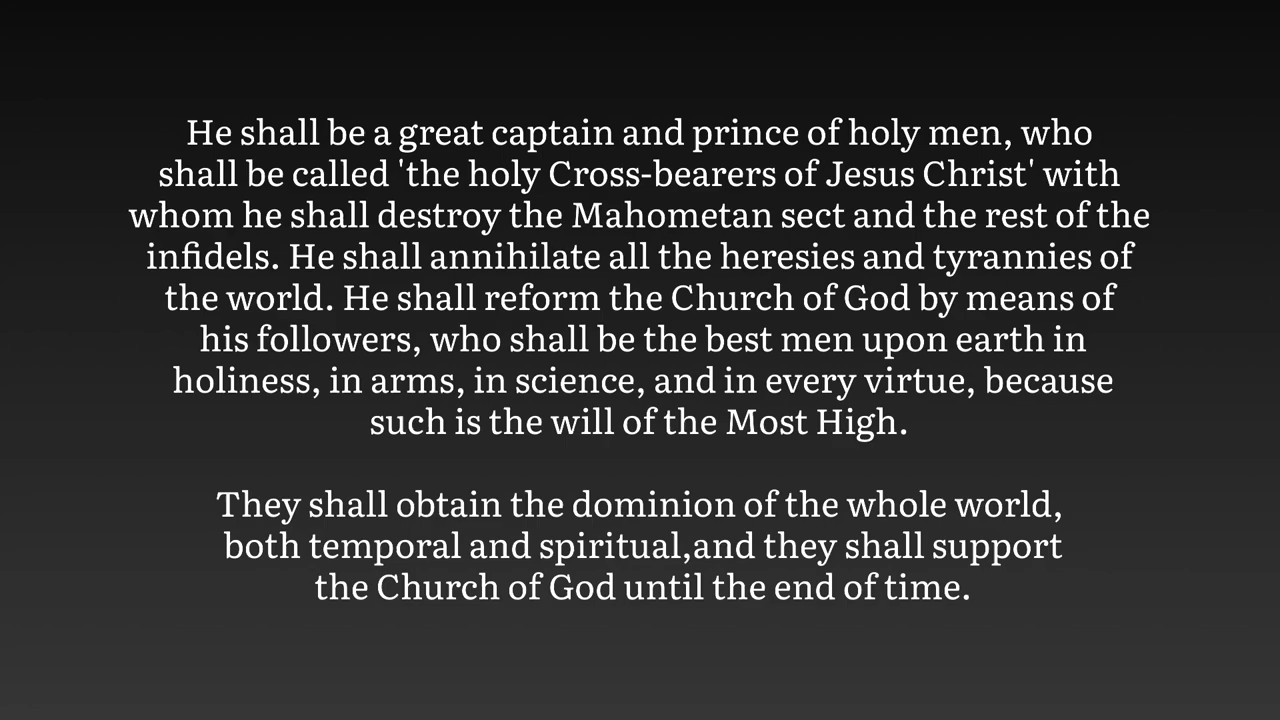 He shall be a great captain and prince of holy men, who
shall be called 'the holy Cross-bearers of Jesus Christ' with
whom he shall destroy the Mahometan sect and the rest of the
infidels. He shall annihilate all the heresies and tyrannies of
the world. He shall reform the Church of God by means of
his followers, who shall be the best men upon earth in
holiness, in arms, in science, and in every virtue, because
such is the will of the Most High.
They shall obtain the dominion of the whole world,
both temporal and spiritual,and they shall support
the Church of God until the end of time.